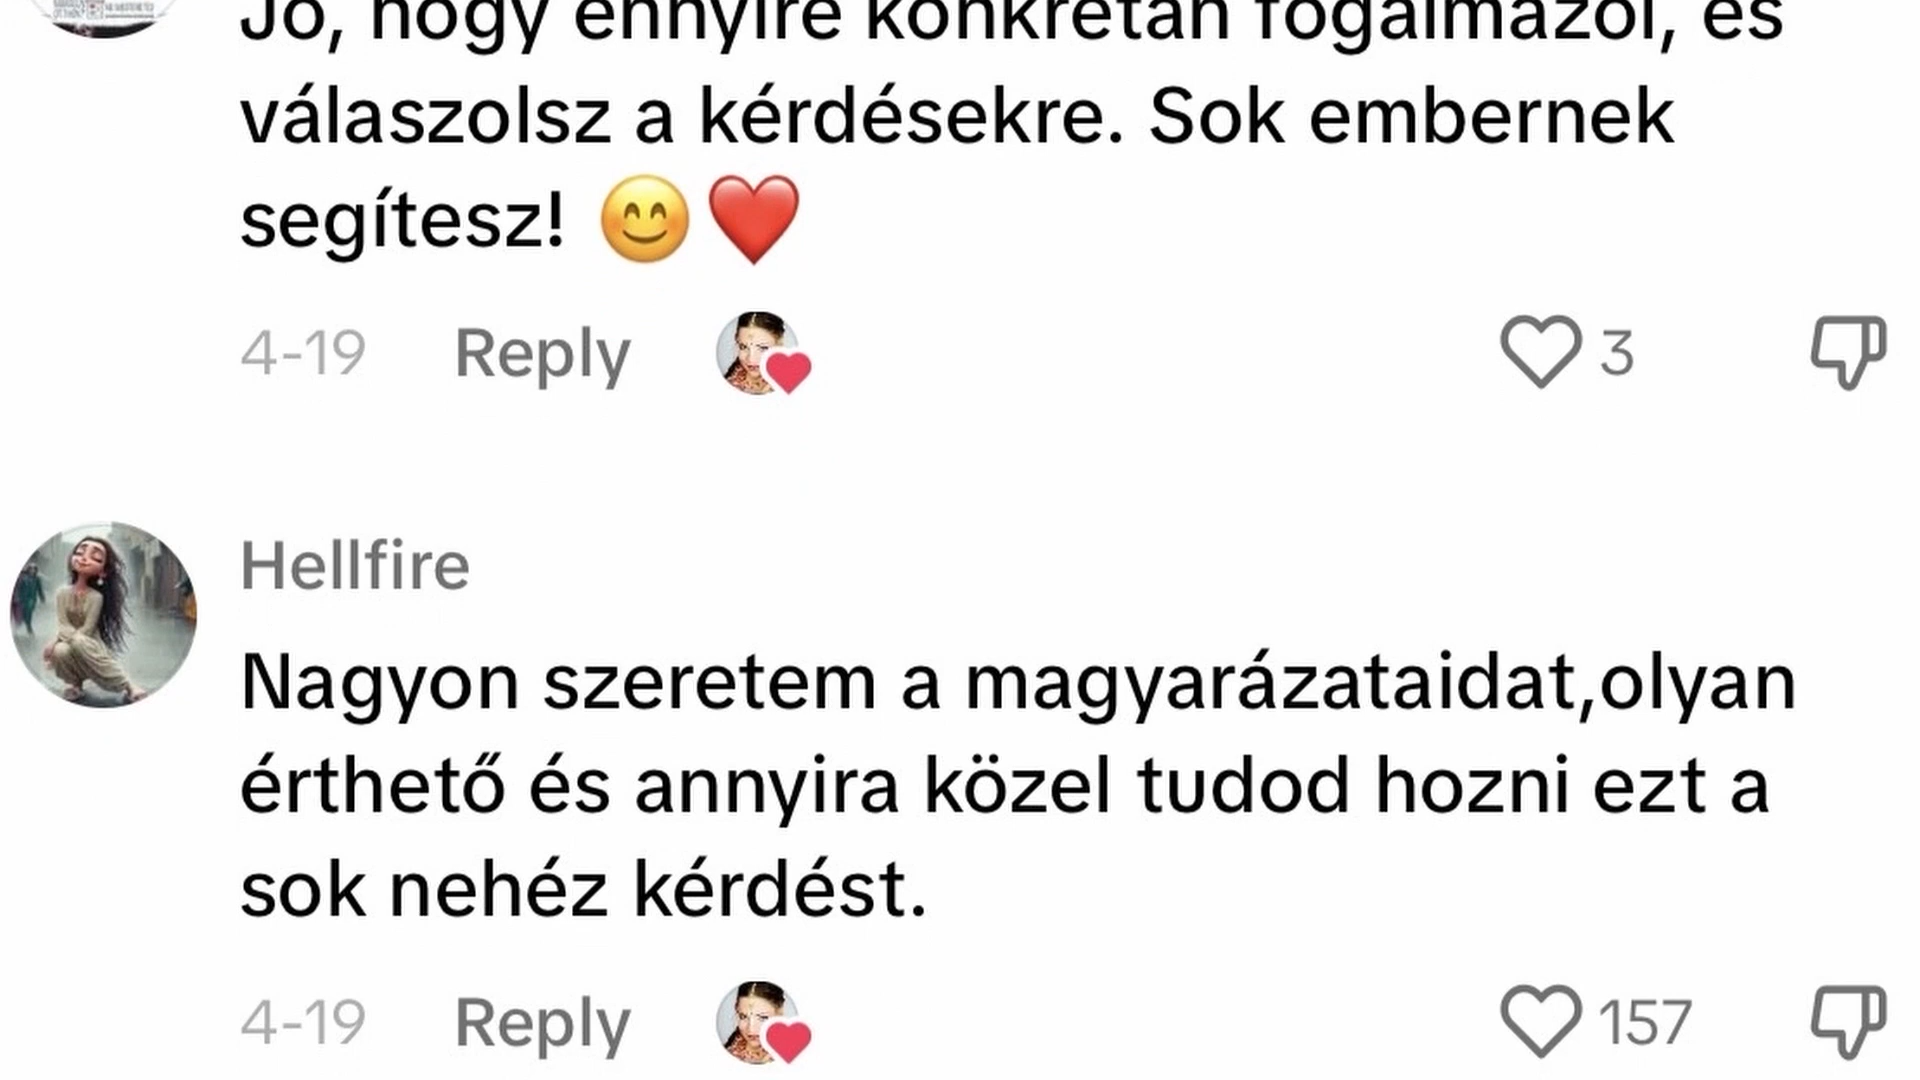 Jó, hogy ennyire konkrétan fogalmazol, és
válaszolsz a kérdésekre. Sok embernek
segítesz! 😊❤️
4-19 Reply 3
Hellfire
Nagyon szeretem a magyarázataidat,olyan
érthető és annyira közel tudod hozni ezt a
sok nehéz kérdést.
4-19 Reply 157